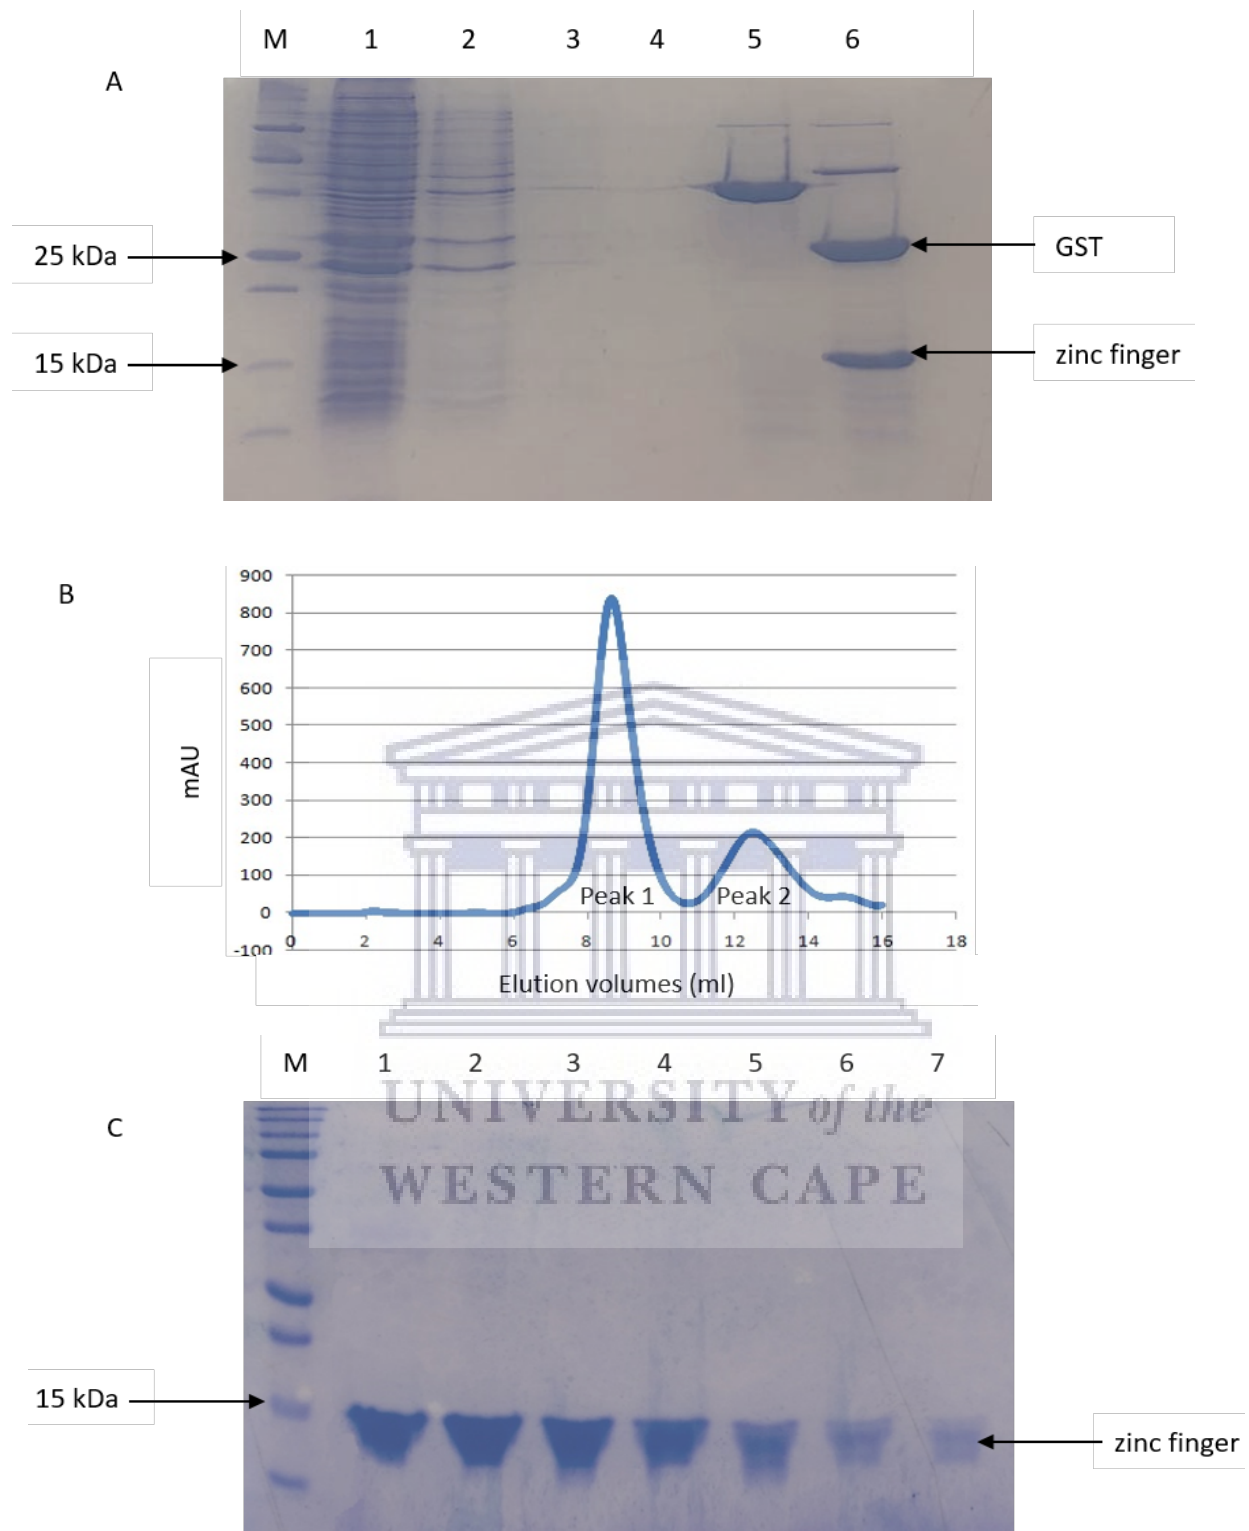 M 1 2 3 4 5 6
A
25 kDa
GST
15 kDa
zinc finger
B
900
800
700
600
500
400
300
200
100
0
-100
mAU
Peak 1 Peak 2
0 2 4 6 8 10 12 14 16 18
Elution volumes (ml)
M 1 2 3 4 5 6 7
C
UNIVERSITY of the
WESTERN CAPE
15 kDa
zinc finger